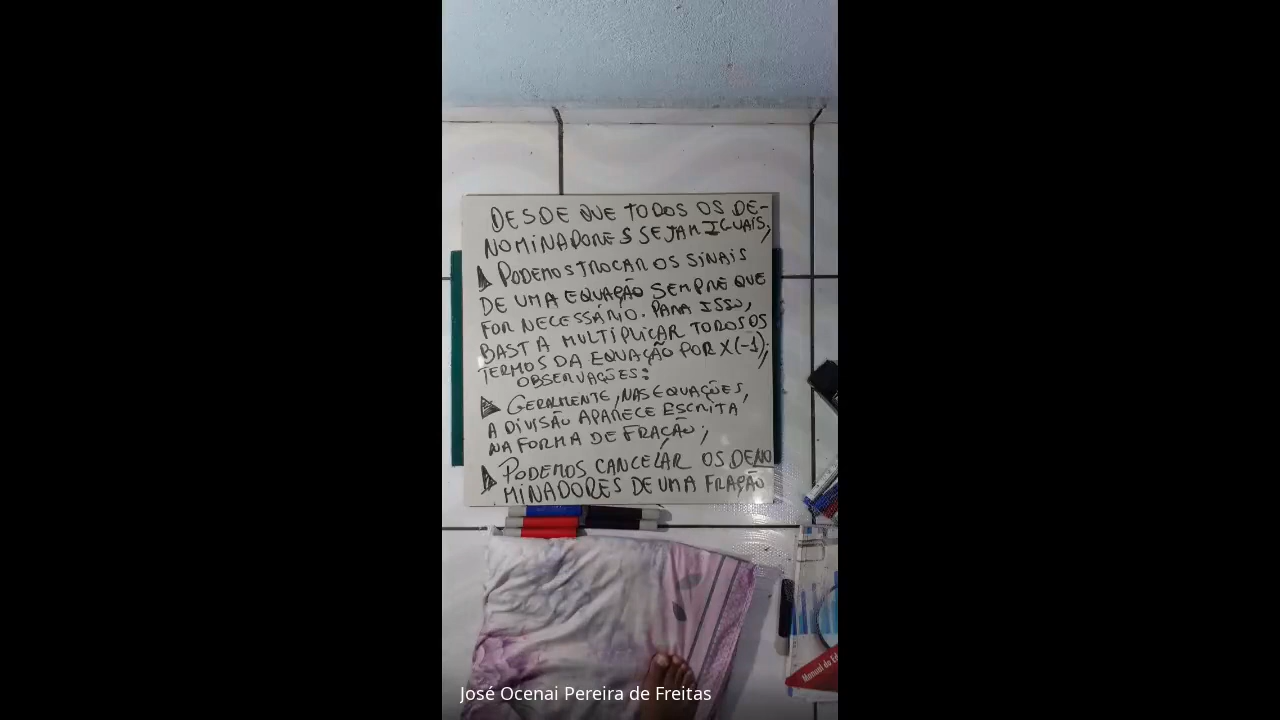 DESDE QUE TODOS OS DE-
NOMINADORES SEJAM IGUAIS;
PODEMOS TROCAR OS SINAIS
DE UMA EQUAÇÃO SEMPRE QUE
FOR NECESSÁRIO. PARA ISSO,
BASTA MULTIPLICAR TODOS OS
TERMOS DA EQUAÇÃO POR X(-1);
OBSERVAÇÕES:
GERALMENTE, NAS EQUAÇÕES,
A DIVISÃO APARECE ESCRITA
NA FORMA DE FRAÇÃO;
PODEMOS CANCELAR OS DENO
MINADORES DE UMA FRAÇÃO
Manual do
José Ocenai Pereira de Freitas